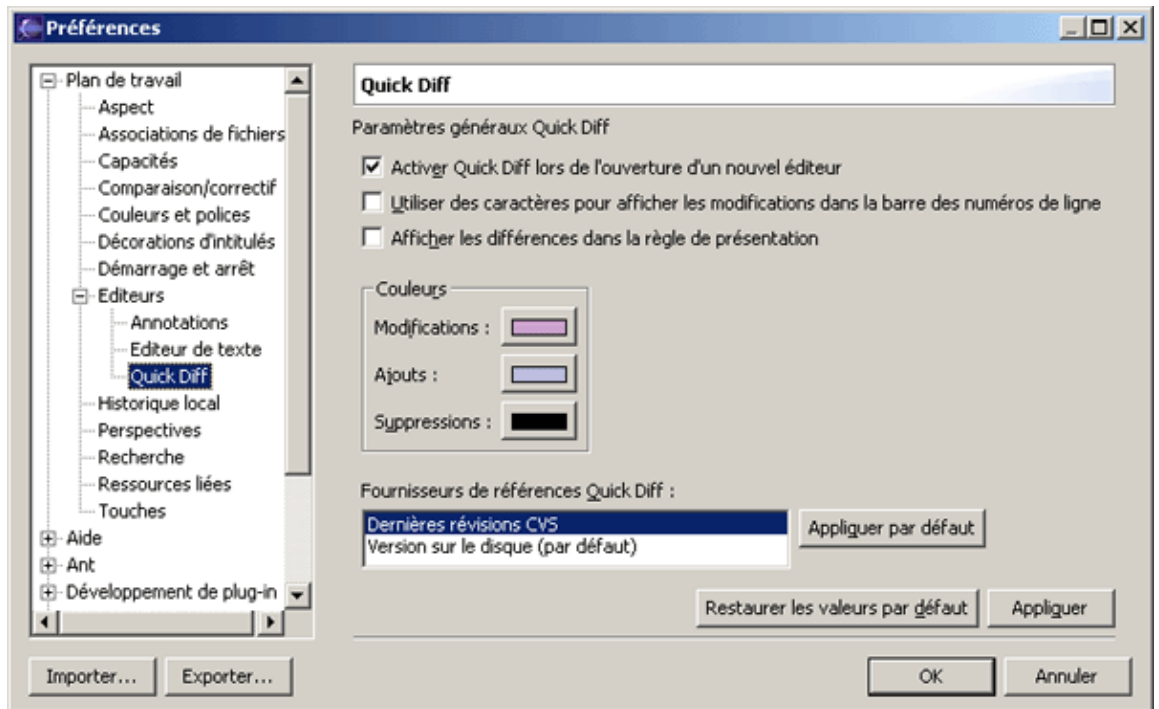 Préférences
Plan de travail
Aspect
Associations de fichiers
Capacités
Comparaison/correctif
Couleurs et polices
Décorations d'intitulés
Démarrage et arrêt
Editeurs
Annotations
Editeur de texte
Quick Diff
Historique local
Perspectives
Recherche
Ressources liées
Touches
Aide
Ant
Développement de plug-in
Importer...
Exporter...
Quick Diff
Paramètres généraux Quick Diff
Activer Quick Diff lors de l'ouverture d'un nouvel éditeur
Utiliser des caractères pour afficher les modifications dans la barre des numéros de ligne
Afficher les différences dans la règle de présentation
Couleurs
Modifications :
Ajouts :
Suppressions :
Fournisseurs de références Quick Diff :
Dernières révisions CVS
Version sur le disque (par défaut)
Appliquer par défaut
Restaurer les valeurs par défaut
Appliquer
OK
Annuler